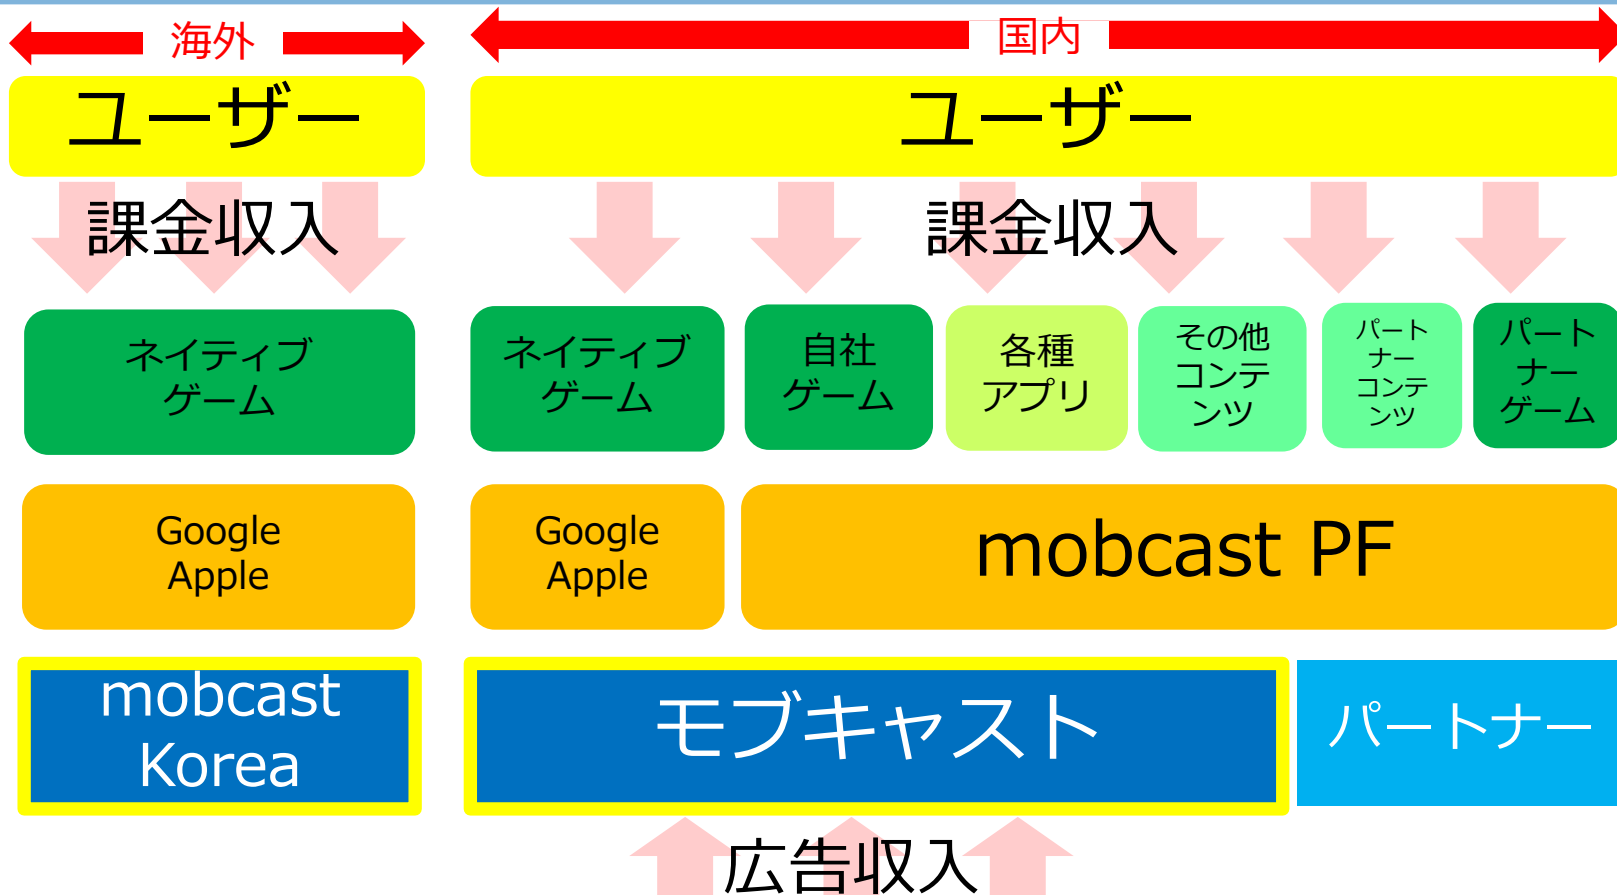 海外
国内
ユーザー
ユーザー
課金収入
課金収入
ネイティブ
ゲーム
ネイティブ
ゲーム
自社
ゲーム
各種
アプリ
その他
コンテ
ンツ
パート
ナー
コンテ
ンツ
パート
ナー
ゲーム
Google
Apple
Google
Apple
mobcast PF
mobcast
Korea
モブキャスト
パートナー
広告収入